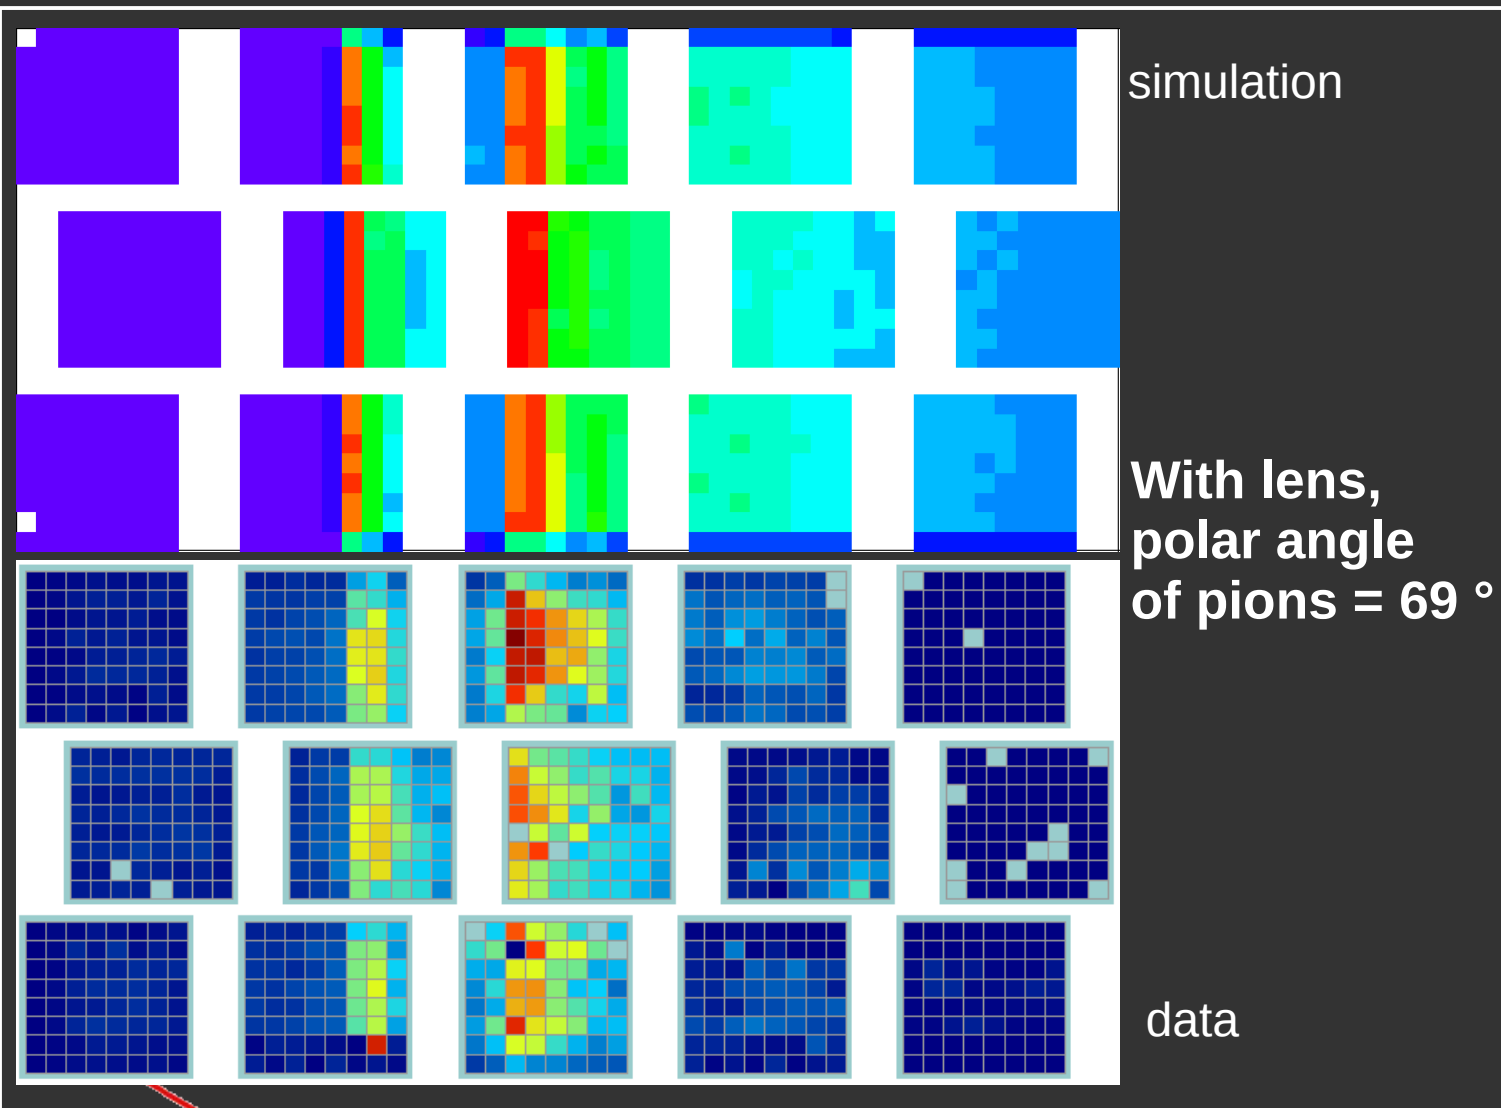 simulation
With lens,
polar angle
of pions = 69 °
data